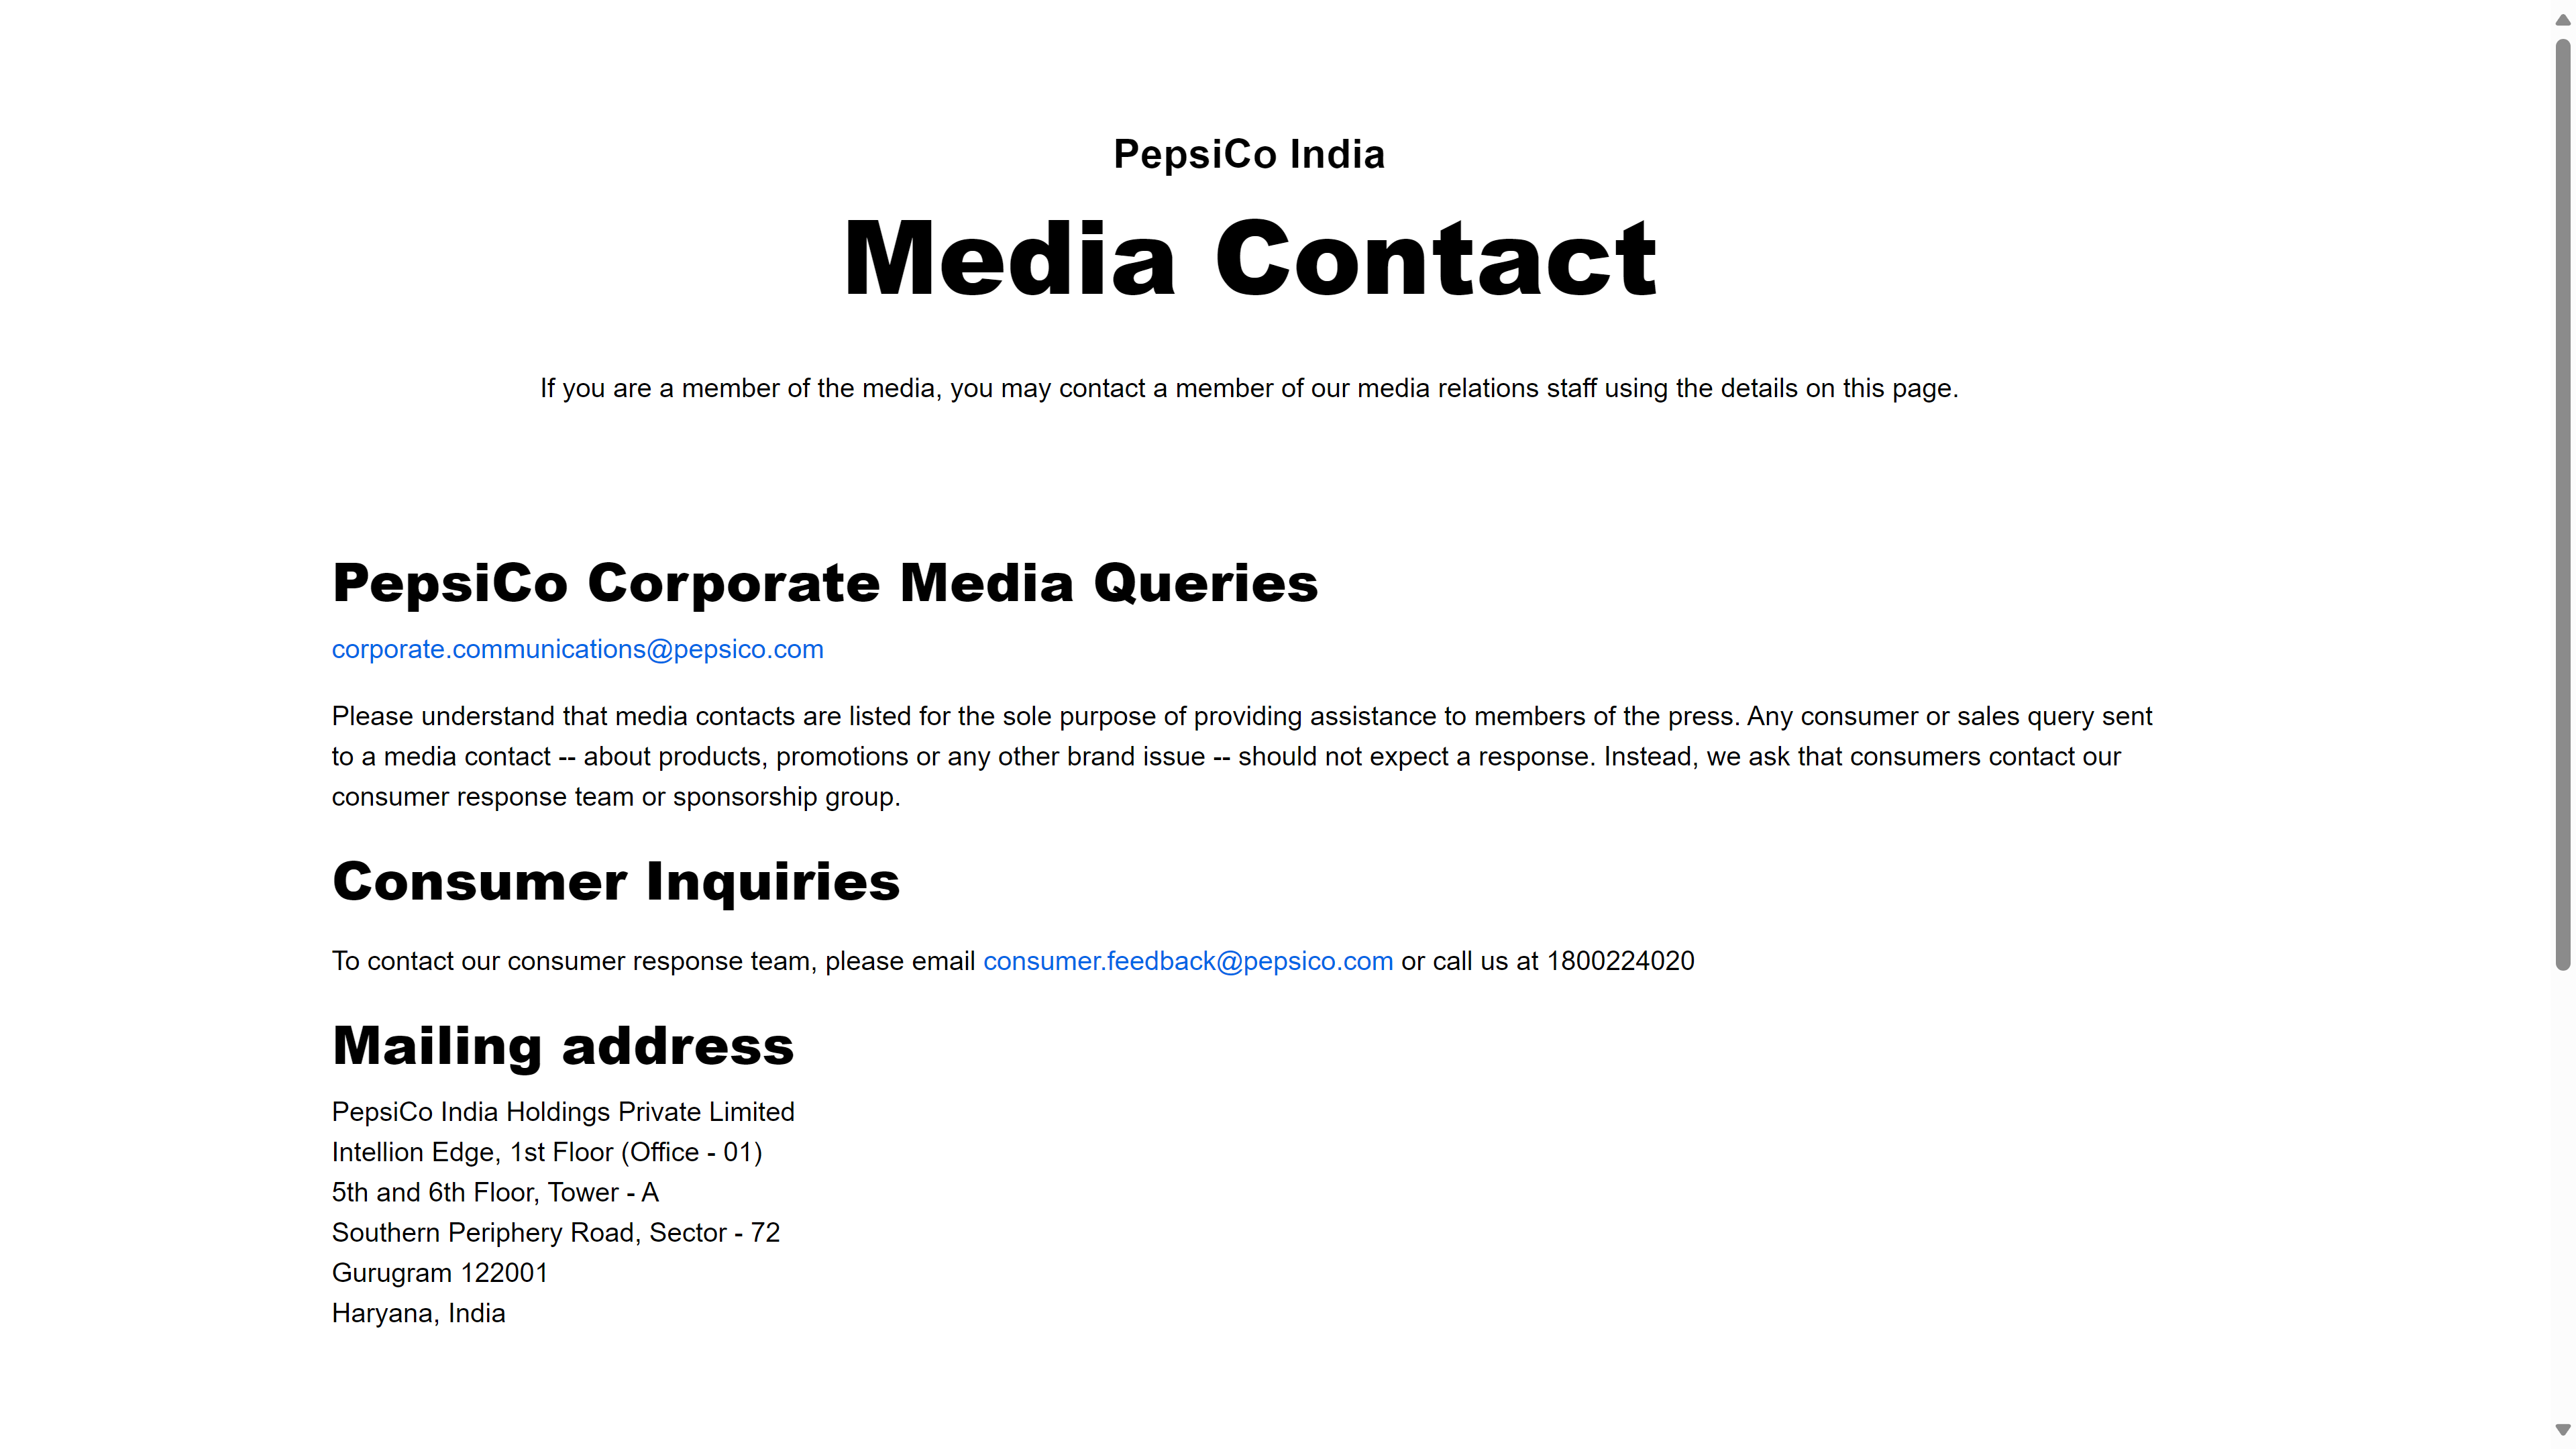 PepsiCo India
Media Contact
If you are a member of the media, you may contact a member of our media relations staff using the details on this page.
PepsiCo Corporate Media Queries
corporate.communications@pepsico.com
Please understand that media contacts are listed for the sole purpose of providing assistance to members of the press. Any consumer or sales query sent
to a media contact -- about products, promotions or any other brand issue -- should not expect a response. Instead, we ask that consumers contact our
consumer response team or sponsorship group.
Consumer Inquiries
To contact our consumer response team, please email consumer.feedback@pepsico.com or call us at 1800224020
Mailing address
PepsiCo India Holdings Private Limited
Intellion Edge, 1st Floor (Office - 01)
5th and 6th Floor, Tower - A
Southern Periphery Road, Sector - 72
Gurugram 122001
Haryana, India